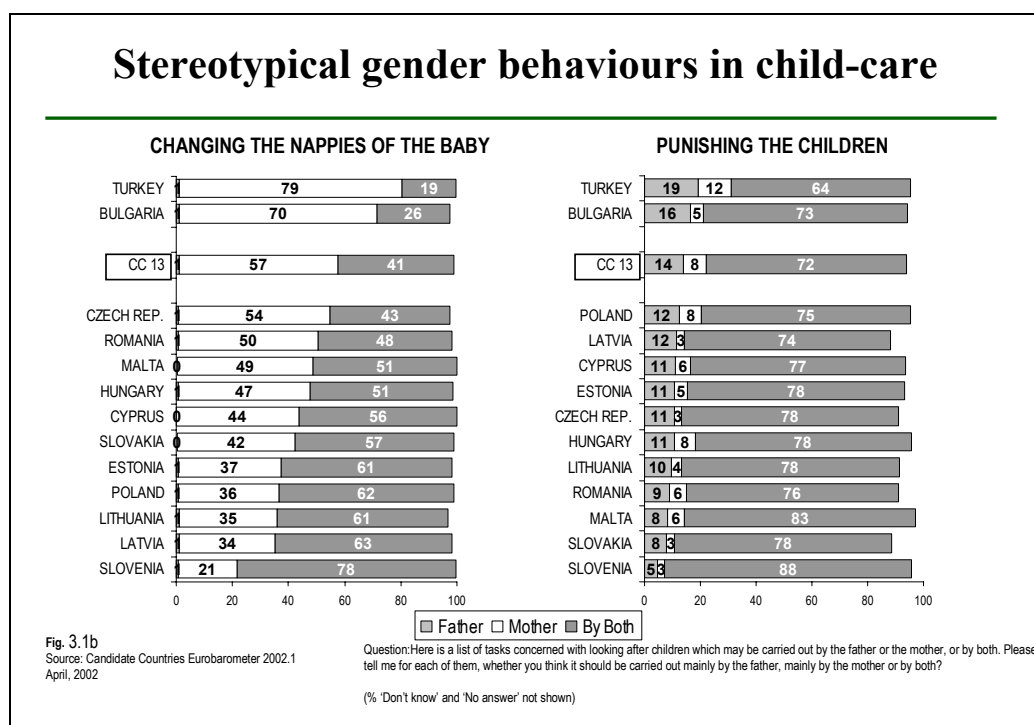 Stereotypical gender behaviours in child-care
CHANGING THE NAPPIES OF THE BABY
TURKEY 1 79 19
BULGARIA 1 70 26
CC 13 1 57 41
CZECH REP. 1 54 43
ROMANIA 1 50 48
MALTA 0 49 51
HUNGARY 1 47 51
CYPRUS 0 44 56
SLOVAKIA 0 42 57
ESTONIA 1 37 61
POLAND 1 36 62
LITHUANIA 1 35 61
LATVIA 1 34 63
SLOVENIA 1 21 78
0 20 40 60 80 100
PUNISHING THE CHILDREN
TURKEY 19 12 64
BULGARIA 16 5 73
CC 13 14 8 72
POLAND 12 8 75
LATVIA 12 3 74
CYPRUS 11 6 77
ESTONIA 11 5 78
CZECH REP. 11 3 78
HUNGARY 11 8 78
LITHUANIA 10 4 78
ROMANIA 9 6 76
MALTA 8 6 83
SLOVAKIA 8 3 78
SLOVENIA 5 3 88
0 20 40 60 80 100
Father Mother By Both
Fig. 3.1b
Source: Candidate Countries Eurobarometer 2002.1
April, 2002
Question:Here is a list of tasks concerned with looking after children which may be carried out by the father or the mother, or by both. Please
tell me for each of them, whether you think it should be carried out mainly by the father, mainly by the mother or by both?
(% 'Don't know' and 'No answer' not shown)